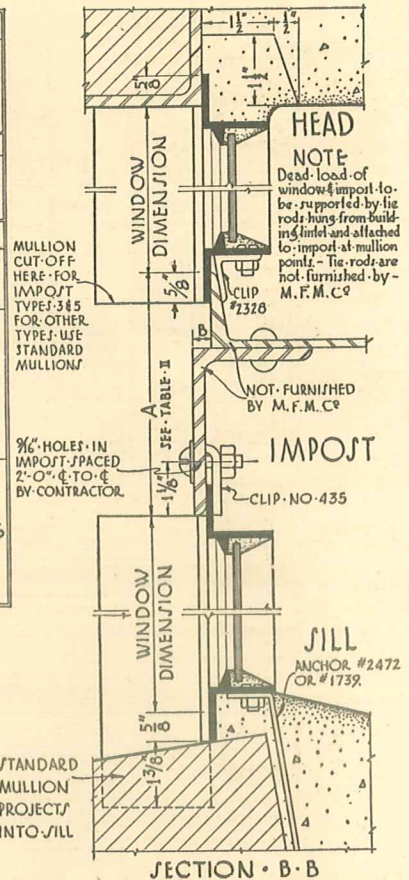 1½" ½"
5/8"
1½"
HEAD
NOTE
Dead load of
window & impost to
be supported by tie
rods hung from build-
ing lintel and attached
to impost at mullion
points. - Tie rods are
not furnished by -
M.F.M.Cº
WINDOW
DIMENSION
MULLION
CUT OFF
HERE FOR
IMPOST
TYPES 3&5
FOR OTHER
TYPES USE
STANDARD
MULLIONS
5/8"
CLIP
#2328
B
A
SEE TABLE II
NOT FURNISHED
BY M.F.M.Cº
IMPOST
9/16" HOLES IN
IMPOST SPACED
2'-0" ℄ TO ℄
BY CONTRACTOR
1⅛"
CLIP NO. 435
WINDOW
DIMENSION
SILL
ANCHOR #2472
OR #1739.
5/8"
1⅜"
STANDARD
MULLION
PROJECTS
INTO SILL
SECTION · B·B